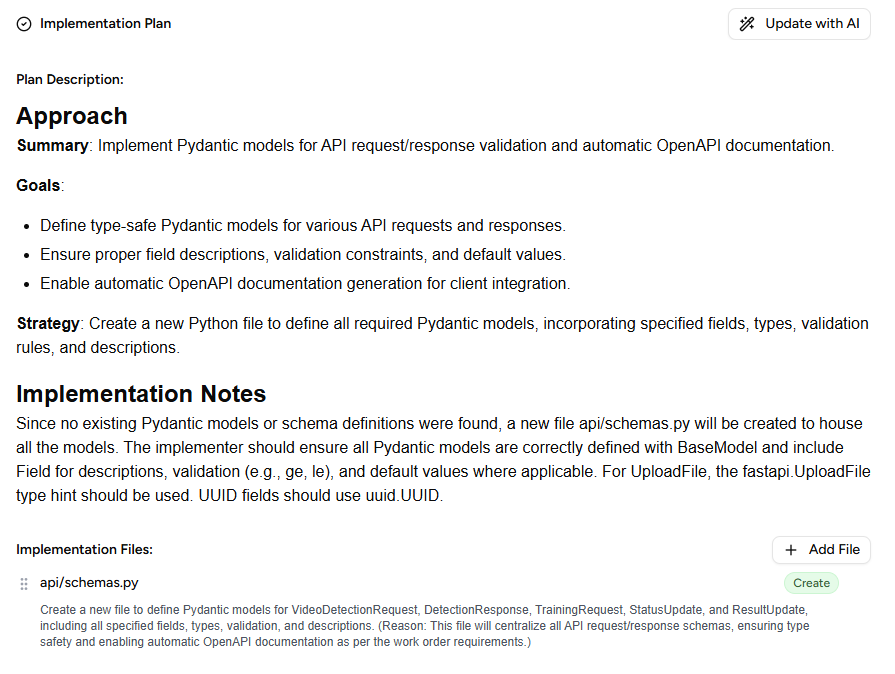 Implementation Plan
Update with AI
Plan Description:
Approach
Summary: Implement Pydantic models for API request/response validation and automatic OpenAPI documentation.
Goals:
Define type-safe Pydantic models for various API requests and responses.
Ensure proper field descriptions, validation constraints, and default values.
Enable automatic OpenAPI documentation generation for client integration.
Strategy: Create a new Python file to define all required Pydantic models, incorporating specified fields, types, validation
rules, and descriptions.
Implementation Notes
Since no existing Pydantic models or schema definitions were found, a new file api/schemas.py will be created to house
all the models. The implementer should ensure all Pydantic models are correctly defined with BaseModel and include
Field for descriptions, validation (e.g., ge, le), and default values where applicable. For UploadFile, the fastapi.UploadFile
type hint should be used. UUID fields should use uuid.UUID.
Implementation Files:
Add File
api/schemas.py
Create
Create a new file to define Pydantic models for VideoDetectionRequest, DetectionResponse, TrainingRequest, StatusUpdate, and ResultUpdate,
including all specified fields, types, validation, and descriptions. (Reason: This file will centralize all API request/response schemas, ensuring type
safety and enabling automatic OpenAPI documentation as per the work order requirements.)